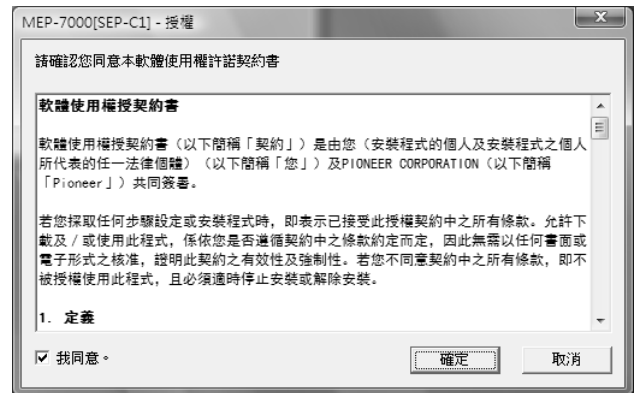 MEP-7000[SEP-C1] - 授權
請確認您同意本軟體使用權許諾契約書
軟體使用權授契約書
軟體使用權授契約書（以下簡稱「契約」）是由您（安裝程式的個人及安裝程式之個人
所代表的任一法律個體）（以下簡稱「您」）及PIONEER CORPORATION（以下簡稱
「Pioneer」）共同簽署。
若您採取任何步驟設定或安裝程式時，即表示已接受此授權契約中之所有條款。允許下
載及／或使用此程式，係依您是否遵循契約中之條款約定而定，因此無需以任何書面或
電子形式之核准，證明此契約之有效性及強制性。若您不同意契約中之所有條款，即不
被授權使用此程式，且必須適時停止安裝或解除安裝。
1. 定義
我同意。
確定
取消